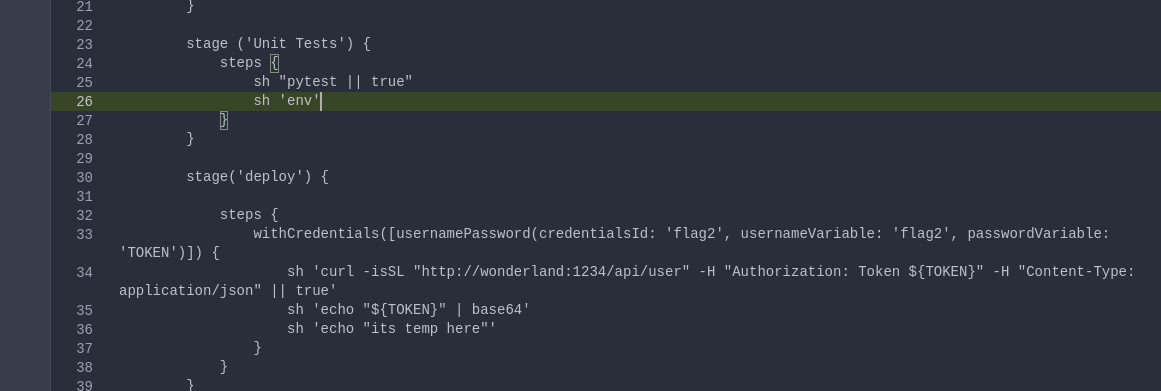 21         }
22
23         stage ('Unit Tests') {
24             steps {
25                 sh "pytest || true"
26                 sh 'env'
27             }
28         }
29
30         stage('deploy') {
31
32             steps {
33                 withCredentials([usernamePassword(credentialsId: 'flag2', usernameVariable: 'flag2', passwordVariable:
'TOKEN')]) {
34                     sh 'curl -isSL "http://wonderland:1234/api/user" -H "Authorization: Token ${TOKEN}" -H "Content-Type:
application/json" || true'
35                     sh 'echo "${TOKEN}" | base64'
36                     sh 'echo "its temp here"'
37                 }
38             }
39         }